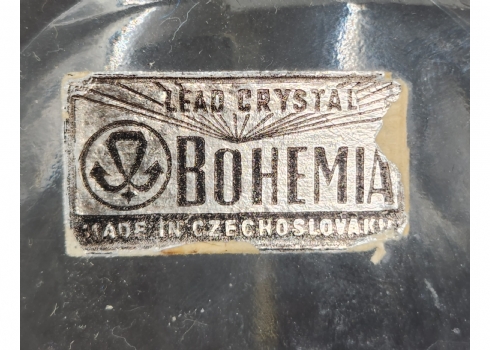 LEAD CRYSTAL
BOHEMIA
MADE IN CZECHOSLOVAKIA